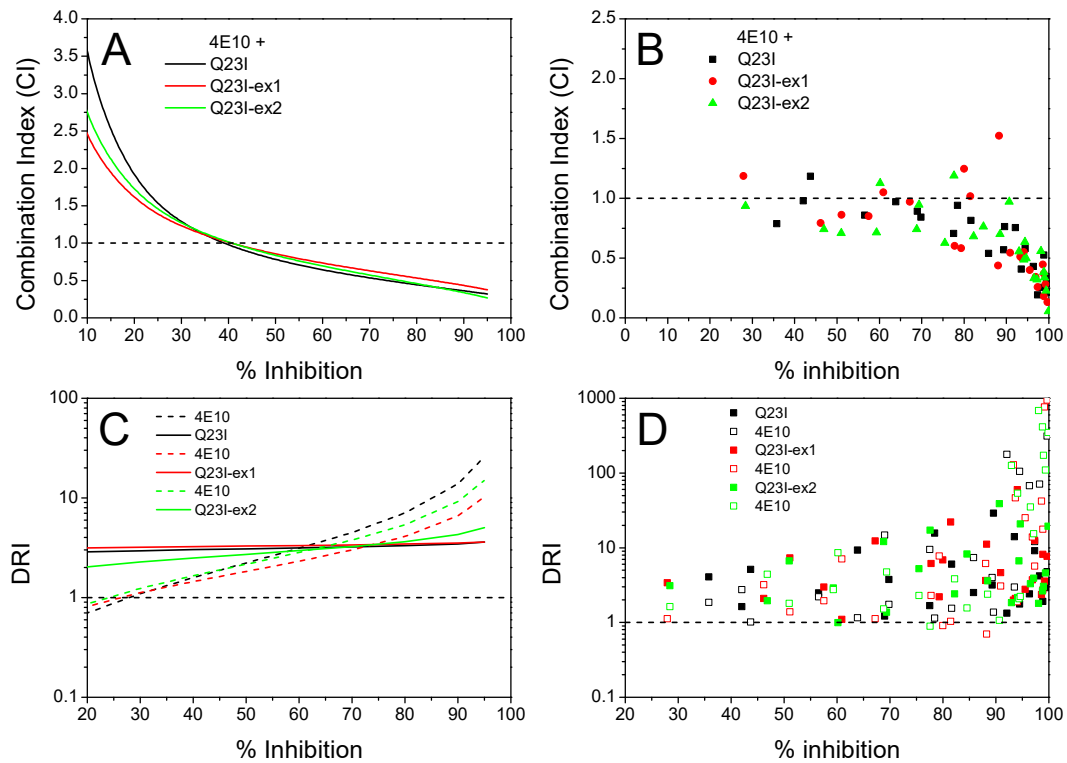 A
4E10 +
Q23I
Q23I-ex1
Q23I-ex2
Combination Index (CI)
4.0
3.5
3.0
2.5
2.0
1.5
1.0
0.5
0.0
10 20 30 40 50 60 70 80 90 100
% Inhibition
B
4E10 +
Q23I
Q23I-ex1
Q23I-ex2
Combination Index (CI)
2.5
2.0
1.5
1.0
0.5
0.0
0 10 20 30 40 50 60 70 80 90 100
% inhibition
C
4E10
Q23I
4E10
Q23I-ex1
4E10
Q23I-ex2
DRI
100
10
1
0.1
20 30 40 50 60 70 80 90 100
% Inhibition
D
Q23I
4E10
Q23I-ex1
4E10
Q23I-ex2
4E10
DRI
1000
100
10
1
0.1
20 30 40 50 60 70 80 90 100
% inhibition